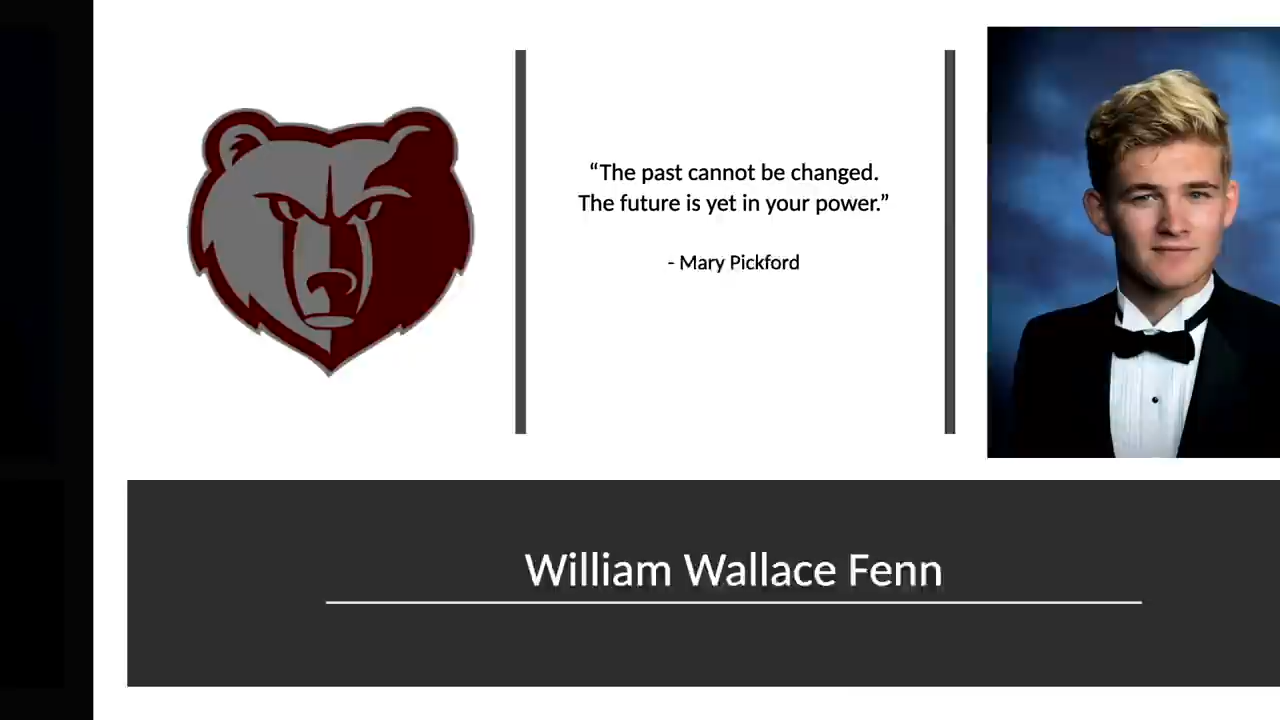 “The past cannot be changed.
The future is yet in your power.”
- Mary Pickford
William Wallace Fenn